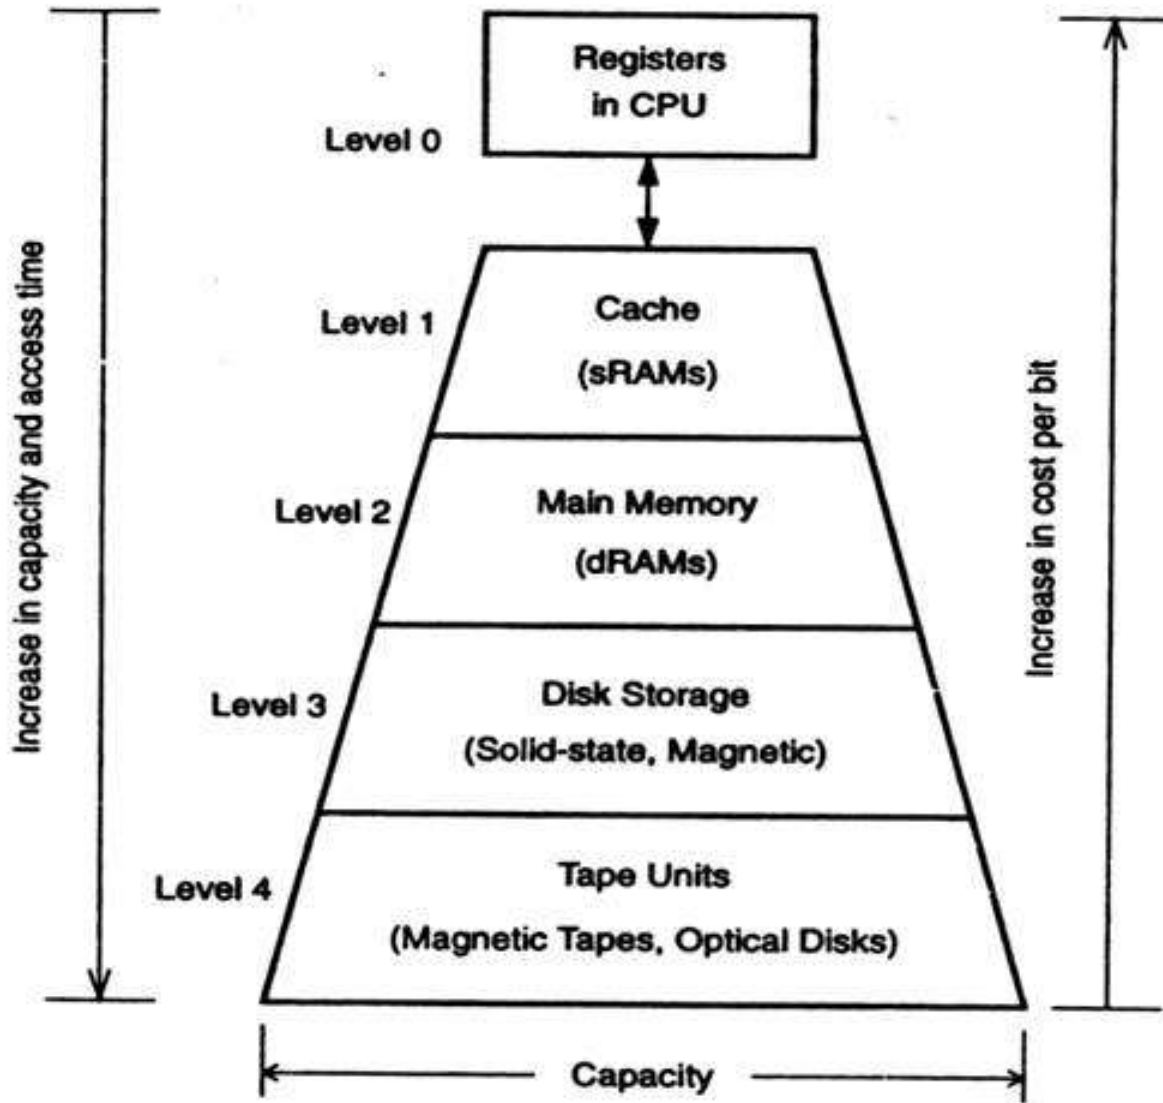 Registers
in CPU
Level 0
Cache
Level 1
(sRAMs)
Main Memory
Level 2
(dRAMs)
Disk Storage
Level 3
(Solid-state, Magnetic)
Tape Units
Level 4
(Magnetic Tapes, Optical Disks)
Capacity
Increase in capacity and access time
Increase in cost per bit